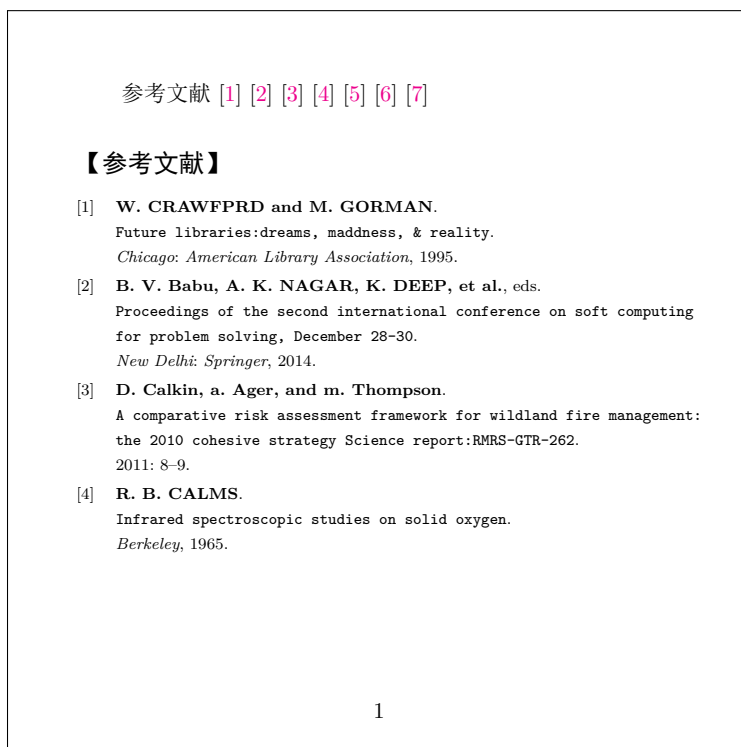 参考文献 [1] [2] [3] [4] [5] [6] [7]
【参考文献】
[1] W. CRAWFPRD and M. GORMAN.
Future libraries:dreams, maddness, & reality.
Chicago: American Library Association, 1995.
[2] B. V. Babu, A. K. NAGAR, K. DEEP, et al., eds.
Proceedings of the second international conference on soft computing
for problem solving, December 28-30.
New Delhi: Springer, 2014.
[3] D. Calkin, a. Ager, and m. Thompson.
A comparative risk assessment framework for wildland fire management:
the 2010 cohesive strategy Science report:RMRS-GTR-262.
2011: 8–9.
[4] R. B. CALMS.
Infrared spectroscopic studies on solid oxygen.
Berkeley, 1965.
1